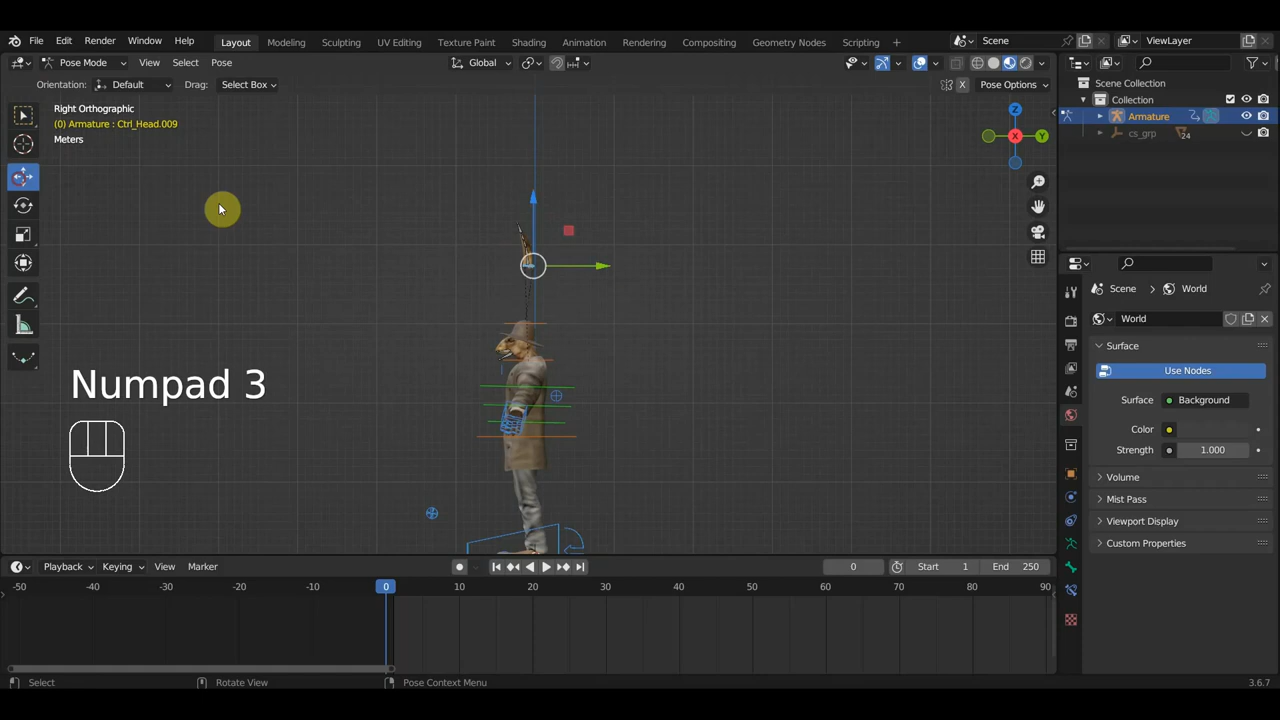 File Edit Render Window Help Layout Modeling Sculpting UV Editing Texture Paint Shading Animation Rendering Compositing Geometry Nodes Scripting + Scene ViewLayer
Pose Mode View Select Pose Global
Orientation: Default Drag: Select Box X Pose Options
Scene Collection
Collection
Armature
cs_grp 24
Right Orthographic
(0) Armature : Ctrl_Head.009
Meters
Z
X
Y
Numpad 3
Scene World
World
Surface
Use Nodes
Surface Background
Color
Strength 1.000
Volume
Mist Pass
Viewport Display
Custom Properties
Playback Keying View Marker 0 Start 1 End 250
-50 -40 -30 -20 -10 0 10 20 30 40 50 60 70 80 90
Select Rotate View Pose Context Menu 3.6.7